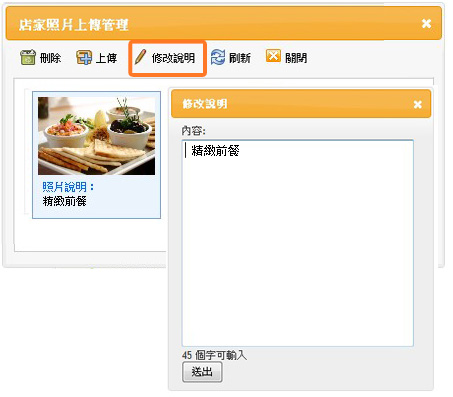 店家照片上傳管理
刪除 上傳 修改說明 刷新 關閉
照片說明：
精緻前餐
修改說明
內容:
精緻前餐
45 個字可輸入
送出